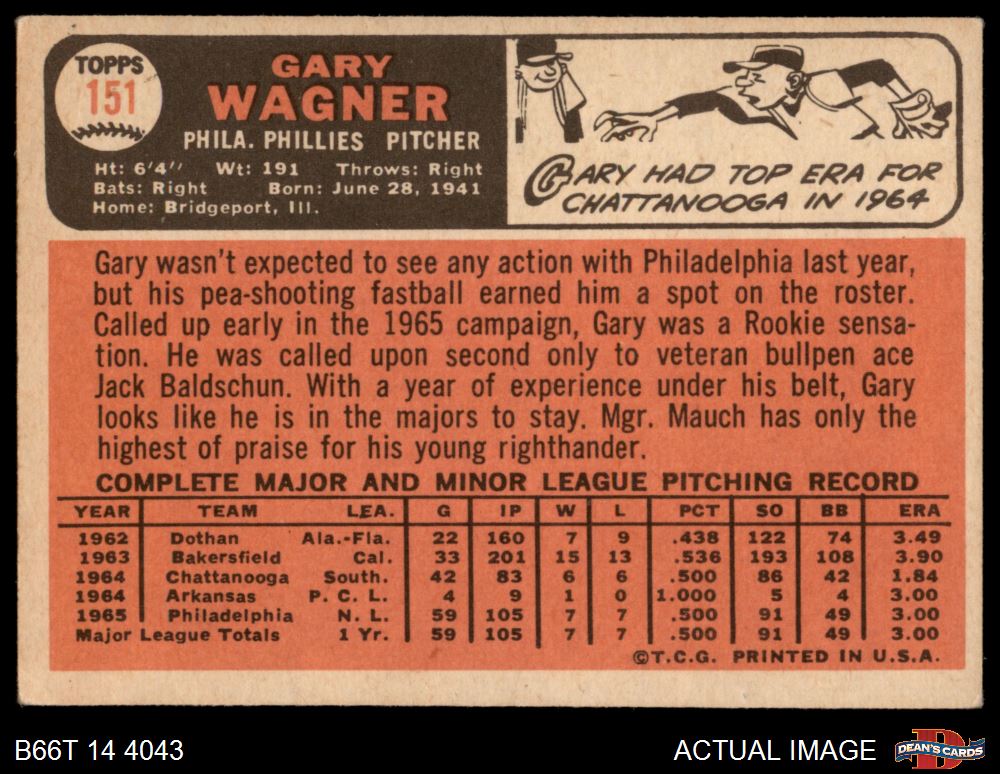 TOPPS
151
GARY
WAGNER
PHILA. PHILLIES PITCHER
Ht: 6'4" Wt: 191 Throws: Right
Bats: Right Born: June 28, 1941
Home: Bridgeport, Ill.
GARY HAD TOP ERA FOR
CHATTANOOGA IN 1964
Gary wasn't expected to see any action with Philadelphia last year,
but his pea-shooting fastball earned him a spot on the roster.
Called up early in the 1965 campaign, Gary was a Rookie sensa-
tion. He was called upon second only to veteran bullpen ace
Jack Baldschun. With a year of experience under his belt, Gary
looks like he is in the majors to stay. Mgr. Mauch has only the
highest of praise for his young righthander.
COMPLETE MAJOR AND MINOR LEAGUE PITCHING RECORD
YEAR TEAM LEA. G IP W L PCT SO BB ERA
1962 Dothan Ala.-Fla. 22 160 7 9 .438 122 74 3.49
1963 Bakersfield Cal. 33 201 15 13 .536 193 108 3.90
1964 Chattanooga South. 42 83 6 6 .500 86 42 1.84
1964 Arkansas P. C. L. 4 9 1 0 1.000 5 4 3.00
1965 Philadelphia N. L. 59 105 7 7 .500 91 49 3.00
Major League Totals 1 Yr. 59 105 7 7 .500 91 49 3.00
©T.C.G. PRINTED IN U.S.A.
B66T 14 4043
ACTUAL IMAGE
D
DEAN'S CARDS